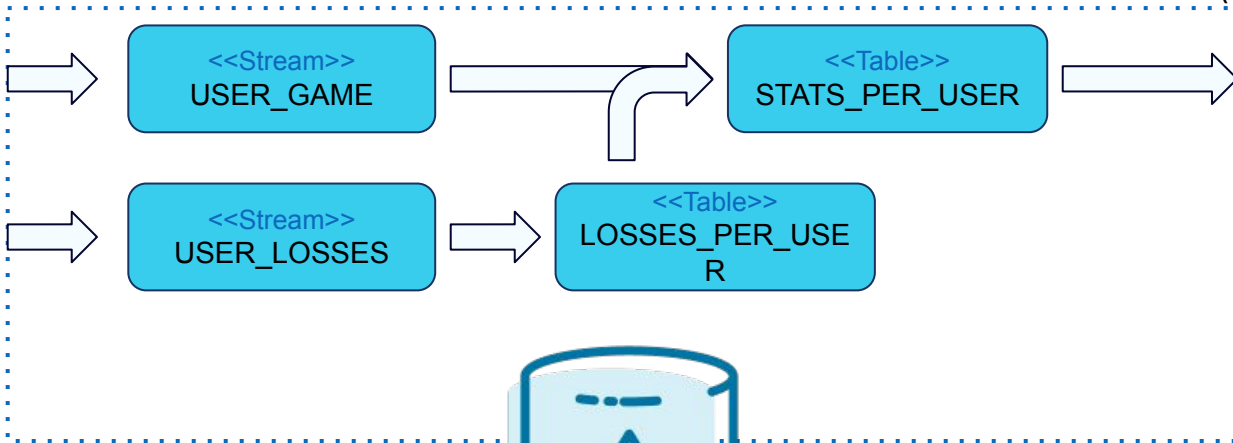 <<Stream>>
USER_GAME
<<Table>>
STATS_PER_USER
<<Stream>>
USER_LOSSES
<<Table>>
LOSSES_PER_USE
R